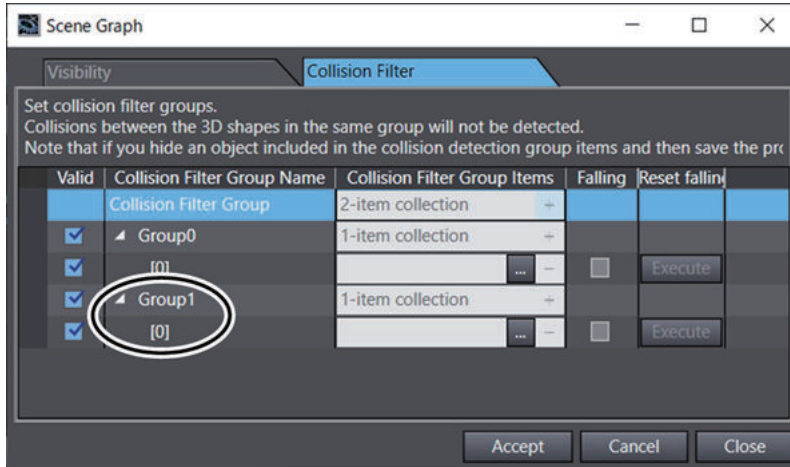 Scene Graph
Visibility
Collision Filter
Set collision filter groups.
Collisions between the 3D shapes in the same group will not be detected.
Note that if you hide an object included in the collision detection group items and then save the pro
Valid Collision Filter Group Name Collision Filter Group Items Falling Reset falling
Collision Filter Group 2-item collection +
Group0 1-item collection +
[0] ... − Execute
Group1 1-item collection +
[0] ... − Execute
Accept Cancel Close